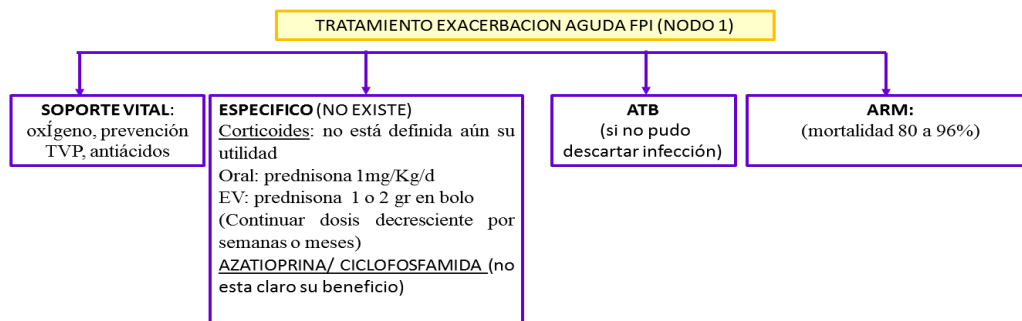 TRATAMIENTO EXACERBACION AGUDA FPI (NODO 1)
SOPORTE VITAL:
oxÍgeno, prevención
TVP, antiácidos
ESPECIFICO (NO EXISTE)
Corticoides: no está definida aún su
utilidad
Oral: prednisona 1mg/Kg/d
EV: prednisona 1 o 2 gr en bolo
(Continuar dosis decresciente por
semanas o meses)
AZATIOPRINA/ CICLOFOSFAMIDA (no
esta claro su beneficio)
ATB
(si no pudo
descartar infección)
ARM:
(mortalidad 80 a 96%)